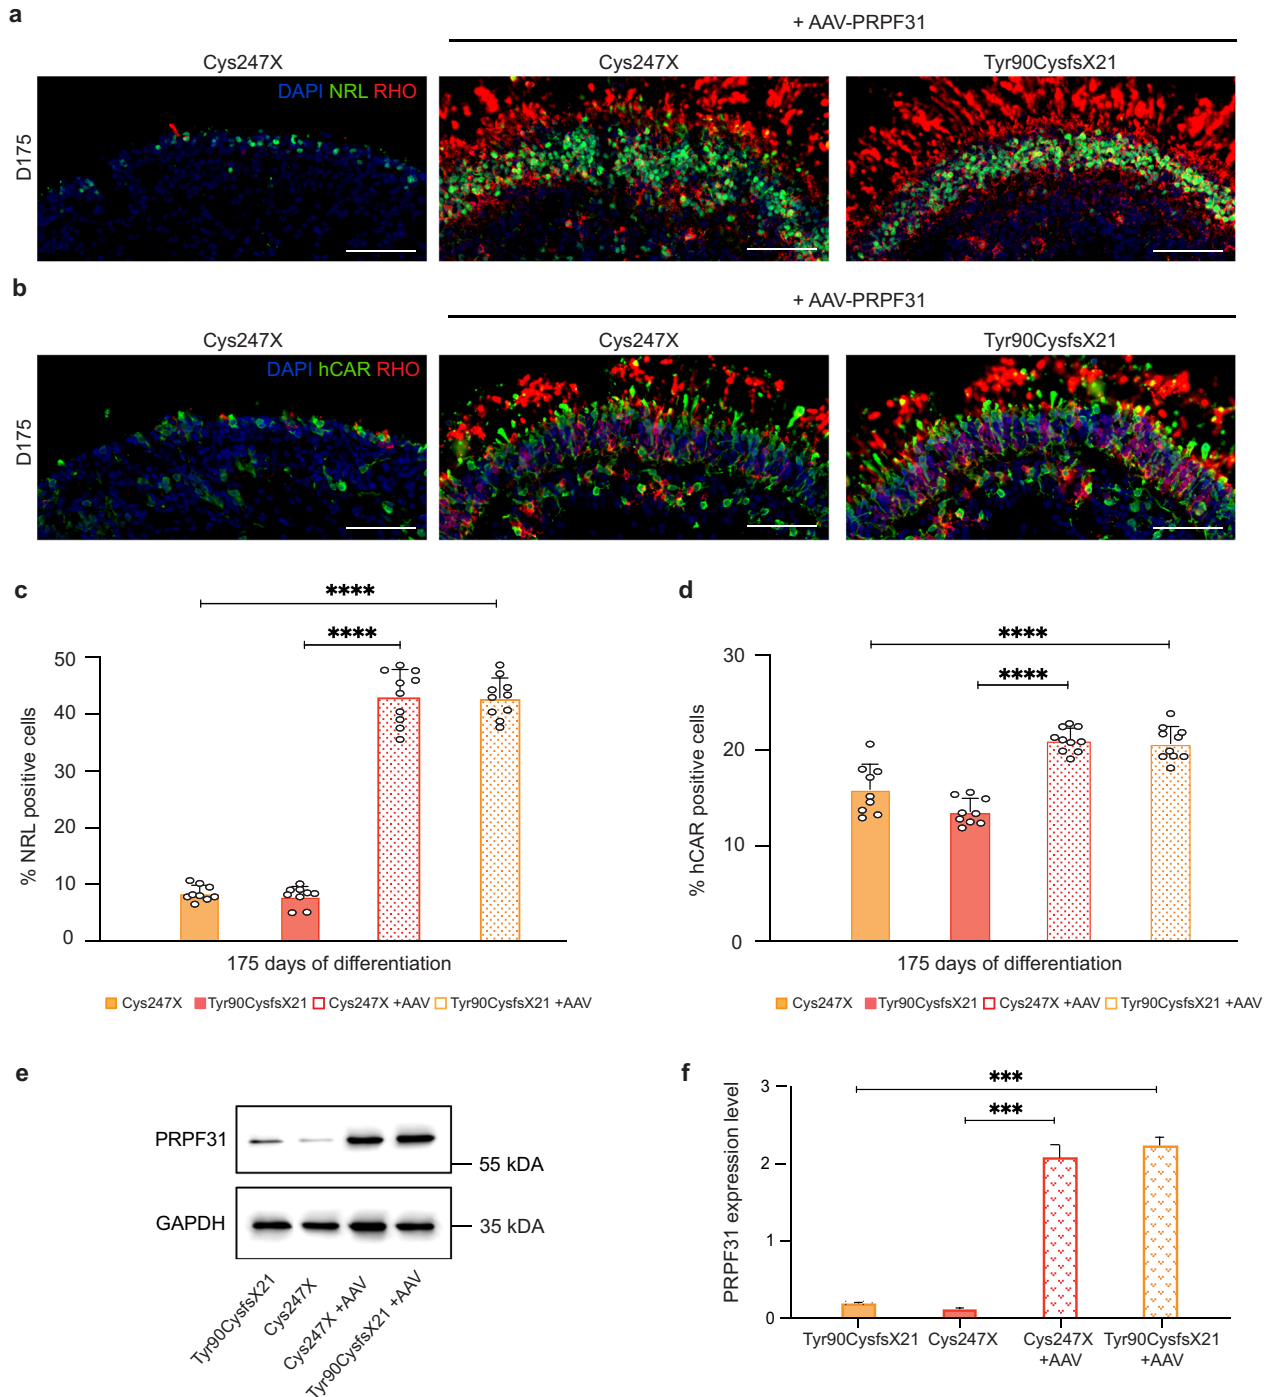 a
+ AAV-PRPF31
Cys247X
Cys247X
Tyr90CysfsX21
DAPI NRL RHO
D175
b
+ AAV-PRPF31
Cys247X
Cys247X
Tyr90CysfsX21
DAPI hCAR RHO
D175
c
****
****
% NRL positive cells
50
40
30
20
10
0
175 days of differentiation
Cys247X Tyr90CysfsX21 Cys247X +AAV Tyr90CysfsX21 +AAV
d
****
****
% hCAR positive cells
30
20
10
0
175 days of differentiation
Cys247X Tyr90CysfsX21 Cys247X +AAV Tyr90CysfsX21 +AAV
e
PRPF31
55 kDA
GAPDH
35 kDA
Tyr90CysfsX21
Cys247X
Cys247X +AAV
Tyr90CysfsX21 +AAV
f
***
***
PRPF31 expression level
3
2
1
0
Tyr90CysfsX21
Cys247X
Cys247X
+AAV
Tyr90CysfsX21
+AAV